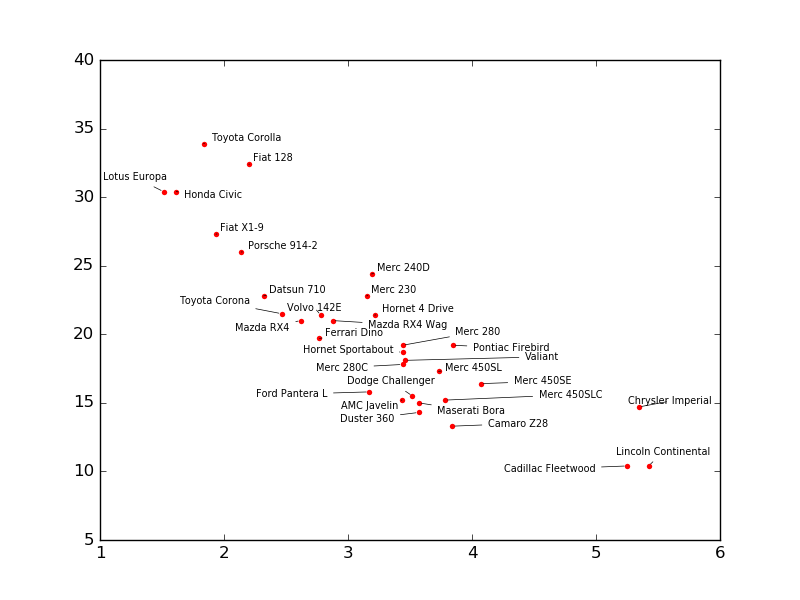 40
35
30
25
20
15
10
5
Toyota Corolla
Fiat 128
Lotus Europa
Honda Civic
Fiat X1-9
Porsche 914-2
Merc 240D
Datsun 710
Merc 230
Toyota Corona
Volvo 142E
Hornet 4 Drive
Mazda RX4
Mazda RX4 Wag
Ferrari Dino
Merc 280
Hornet Sportabout
Pontiac Firebird
Valiant
Merc 280C
Merc 450SL
Dodge Challenger
Merc 450SE
Ford Pantera L
Merc 450SLC
Chrysler Imperial
AMC Javelin
Maserati Bora
Duster 360
Camaro Z28
Lincoln Continental
Cadillac Fleetwood
1 2 3 4 5 6